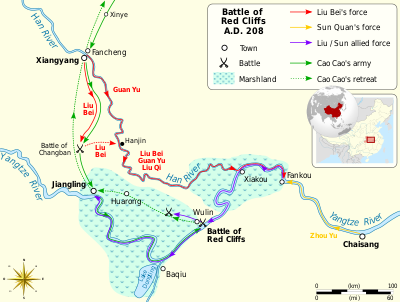 Battle of
Red Cliffs
A.D. 208
Town
Battle
Marshland
Liu Bei's force
Sun Quan's force
Liu / Sun allied force
Cao Cao's army
Cao Cao's retreat
Han River
Xinye
Fancheng
Xiangyang
Guan Yu
Liu
Bei
Hanjin
Battle of
Changban
Liu
Bei
Liu Bei
Guan Yu
Liu Qi
Han River
Yangtze River
Jiangling
Huarong
Xiakou
Fankou
Wulin
Battle of
Red Cliffs
Yangtze River
Zhou Yu
Chaisang
Lake
Dongting
Baqiu
0 (km) 100
0 (mi) 60